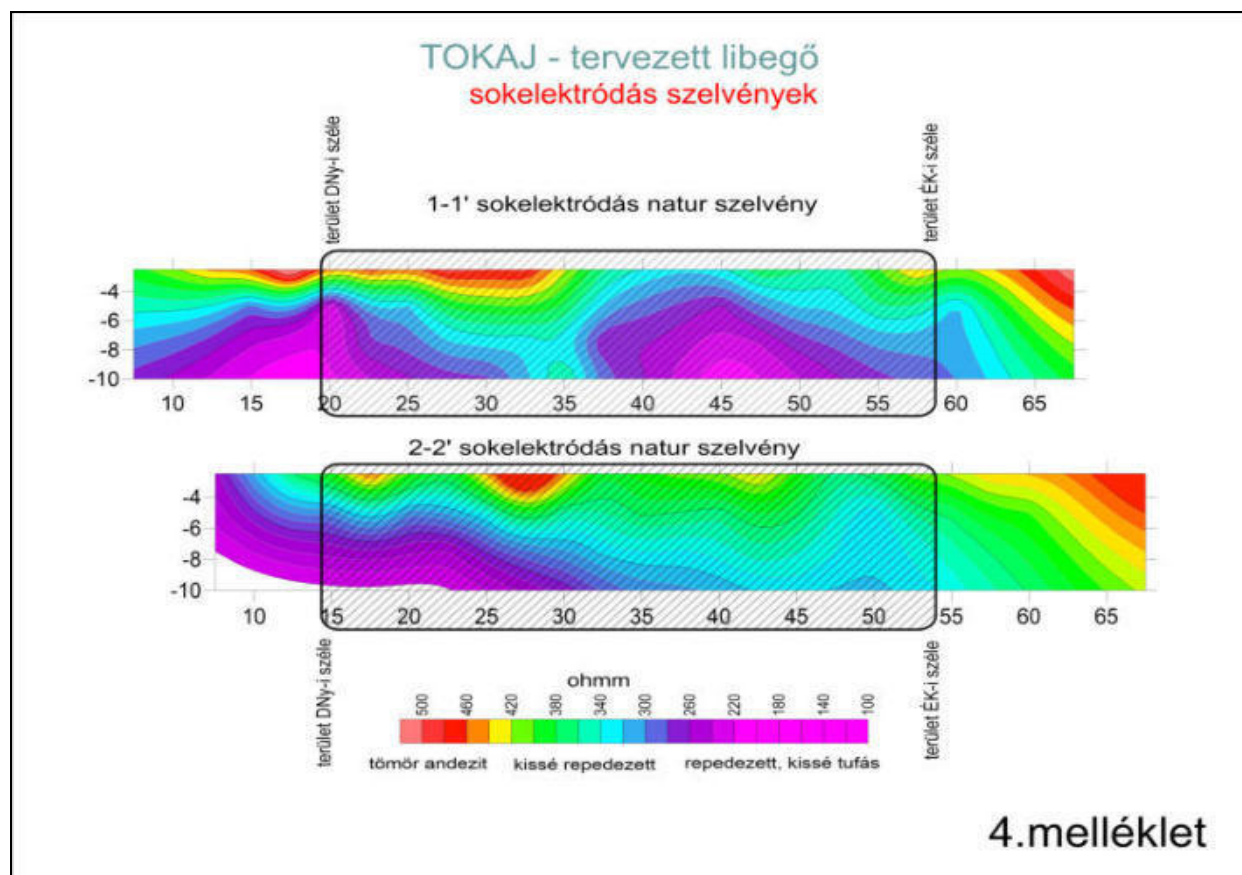 TOKAJ - tervezett libegő
sokelektródás szelvények
terület DNy-i széle
terület ÉK-i széle
1-1' sokelektródás natur szelvény
-4
-6
-8
-10
10 15 20 25 30 35 40 45 50 55 60 65
2-2' sokelektródás natur szelvény
-4
-6
-8
-10
10 15 20 25 30 35 40 45 50 55 60 65
terület DNy-i széle
terület ÉK-i széle
ohmm
500 460 420 380 340 300 260 220 180 140 100
tömör andezit kissé repedezett repedezett, kissé tufás
4.melléklet